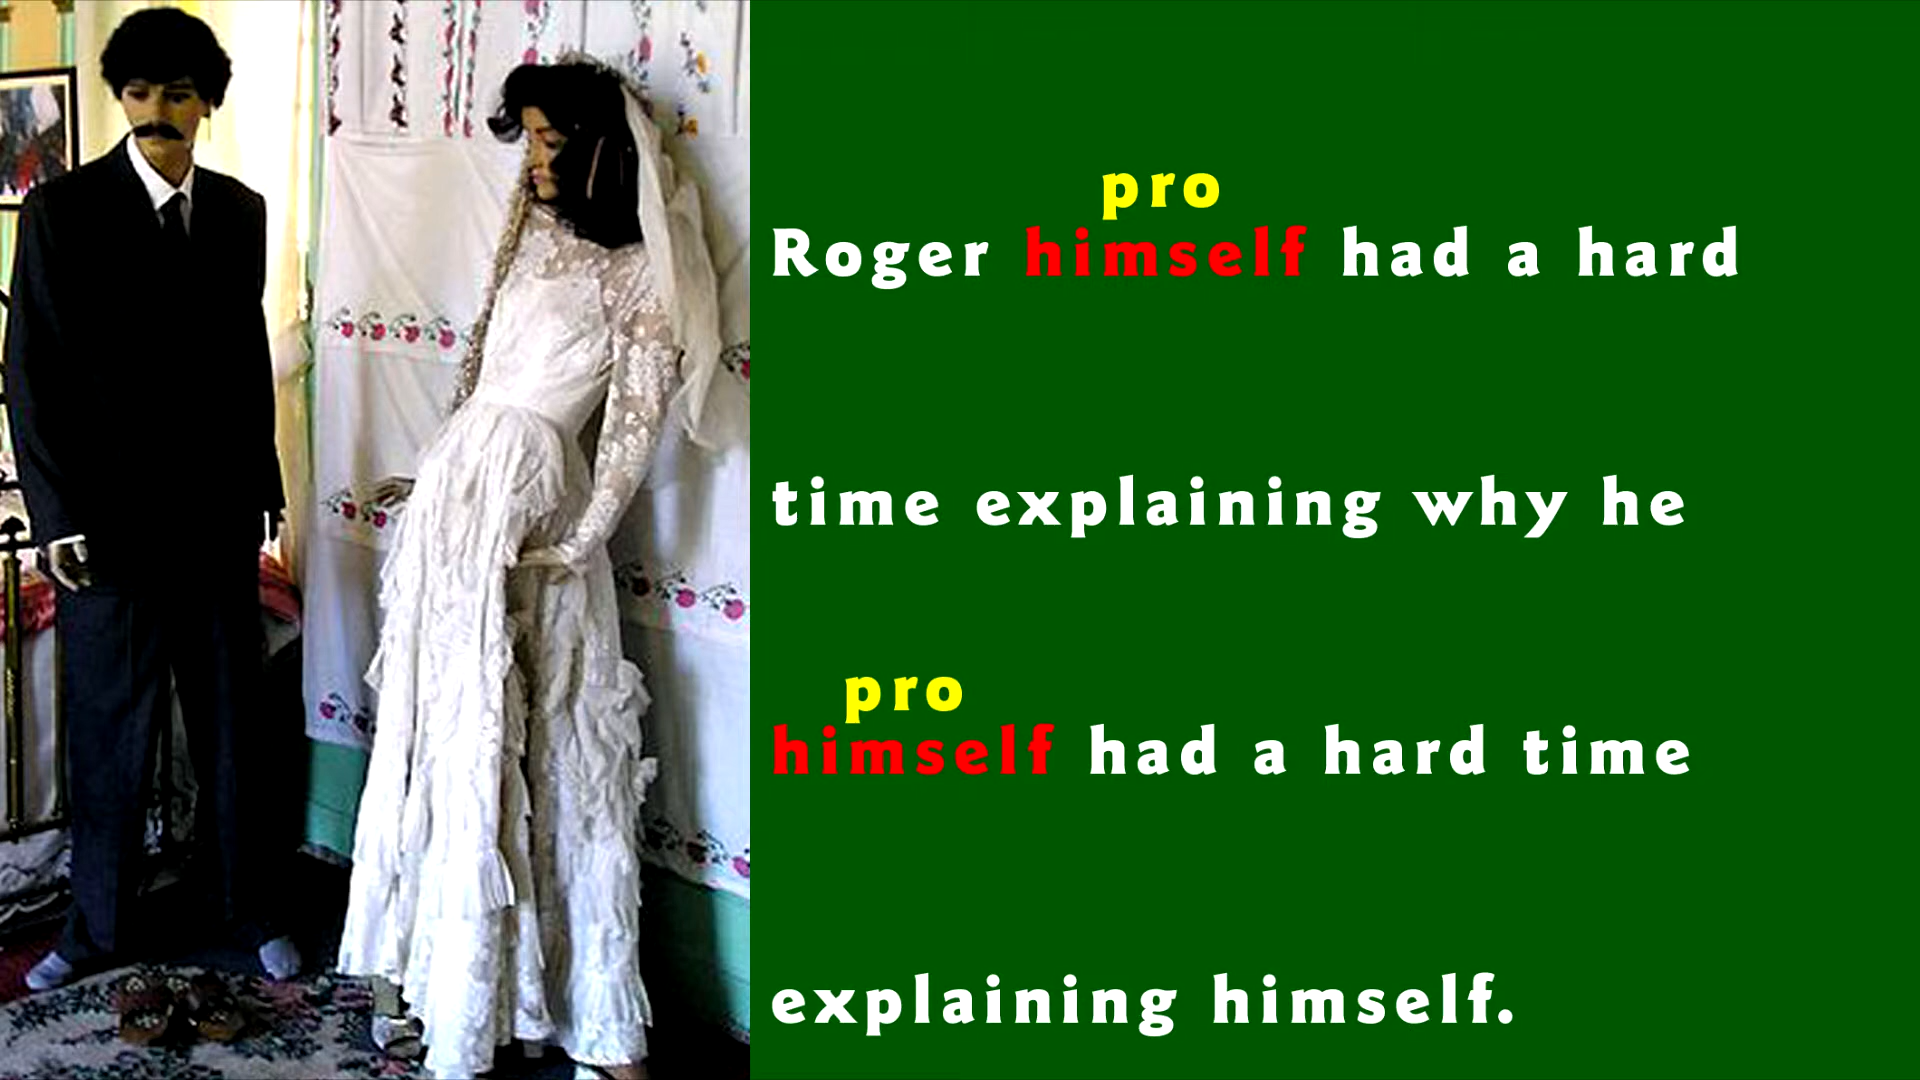 pro
Roger himself had a hard
time explaining why he
pro
himself had a hard time
explaining himself.